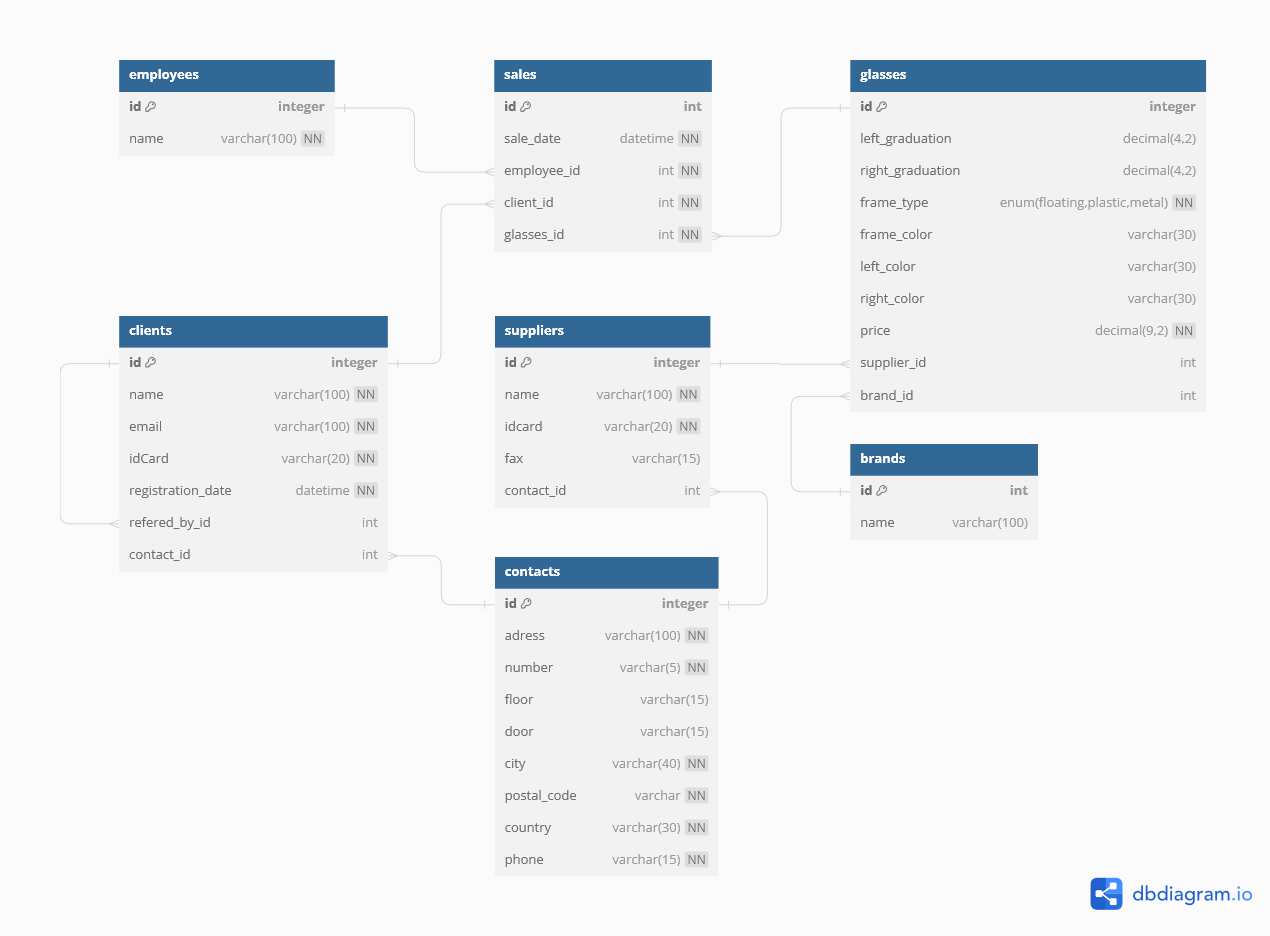 employees
id integer
name varchar(100) NN
sales
id int
sale_date datetime NN
employee_id int NN
client_id int NN
glasses_id int NN
glasses
id integer
left_graduation decimal(4,2)
right_graduation decimal(4,2)
frame_type enum(floating,plastic,metal) NN
frame_color varchar(30)
left_color varchar(30)
right_color varchar(30)
price decimal(9,2) NN
supplier_id int
brand_id int
clients
id integer
name varchar(100) NN
email varchar(100) NN
idCard varchar(20) NN
registration_date datetime NN
refered_by_id int
contact_id int
suppliers
id integer
name varchar(100) NN
idcard varchar(20) NN
fax varchar(15)
contact_id int
brands
id int
name varchar(100)
contacts
id integer
adress varchar(100) NN
number varchar(5) NN
floor varchar(15)
door varchar(15)
city varchar(40) NN
postal_code varchar NN
country varchar(30) NN
phone varchar(15) NN
dbdiagram.io